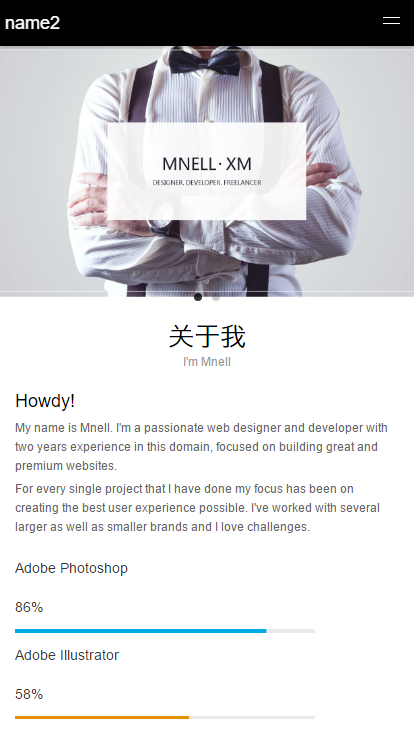 name2
MNELL· XM
DESIGNER. DEVELOPER. FREELANCER
关于我
I'm Mnell
Howdy!
My name is Mnell. I'm a passionate web designer and developer with
two years experience in this domain, focused on building great and
premium websites.
For every single project that I have done my focus has been on
creating the best user experience possible. I've worked with several
larger as well as smaller brands and I love challenges.
Adobe Photoshop
86%
Adobe Illustrator
58%